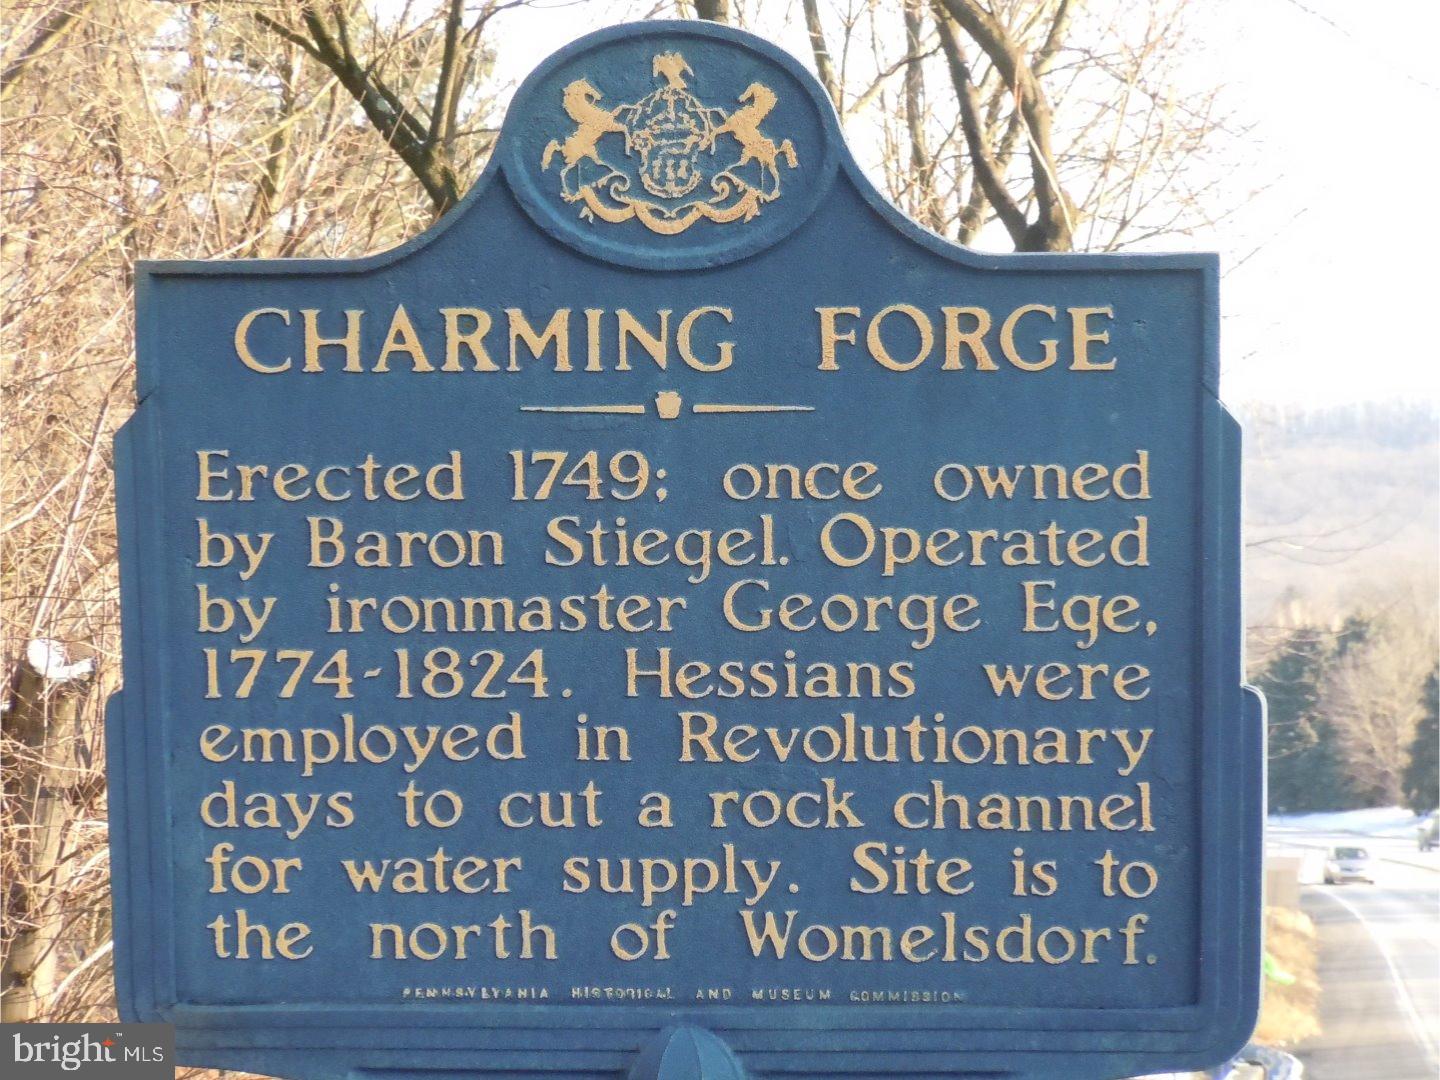 CHARMING FORGE
Erected 1749; once owned
by Baron Stiegel. Operated
by ironmaster George Ege,
1774-1824. Hessians were
employed in Revolutionary
days to cut a rock channel
for water supply. Site is to
the north of Womelsdorf.
PENNSYLVANIA HISTORICAL AND MUSEUM COMMISSION
bright™ MLS